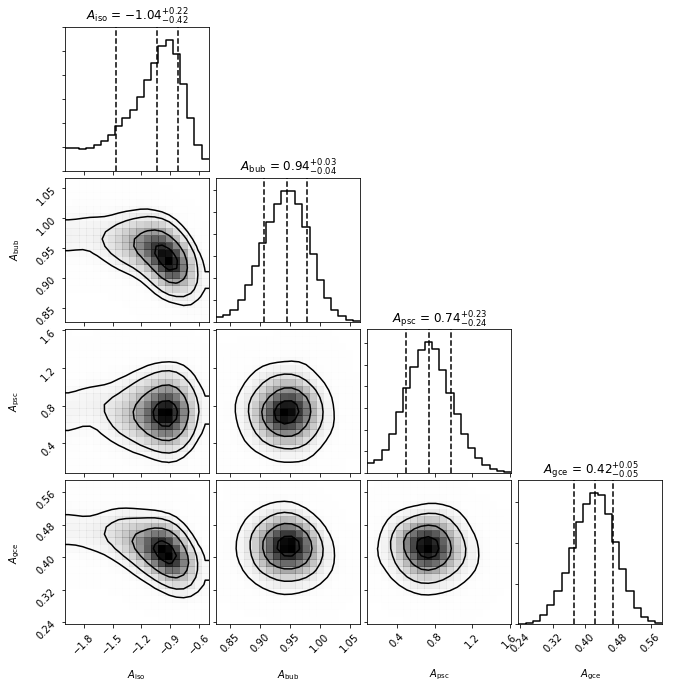 A_iso = −1.04^{+0.22}_{−0.42}
A_bub = 0.94^{+0.03}_{−0.04}
1.05
1.00
0.95
0.90
0.85
A_bub
A_psc = 0.74^{+0.23}_{−0.24}
1.6
1.2
0.8
0.4
A_psc
A_gce = 0.42^{+0.05}_{−0.05}
0.56
0.48
0.40
0.32
0.24
A_gce
−1.8 −1.5 −1.2 −0.9 −0.6 0.85 0.90 0.95 1.00 1.05 0.4 0.8 1.2 1.6 0.24 0.32 0.40 0.48 0.56
A_iso A_bub A_psc A_gce